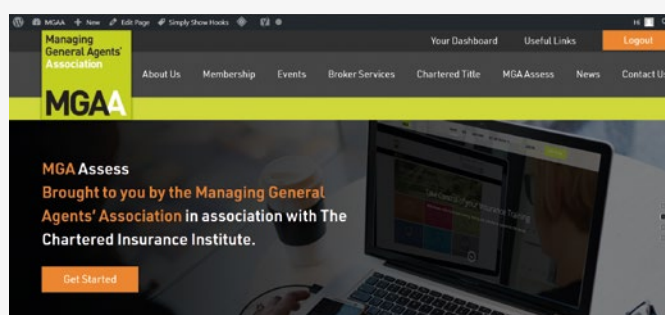 MGAA New Edit Page Simply Show Hooks Hi
Managing
General Agents'
Association
MGAA
Your Dashboard Useful Links Logout
About Us Membership Events Broker Services Chartered Title MGA Assess News Contact Us
MGA Assess
Brought to you by the Managing General
Agents' Association in association with The
Chartered Insurance Institute.
Get Started